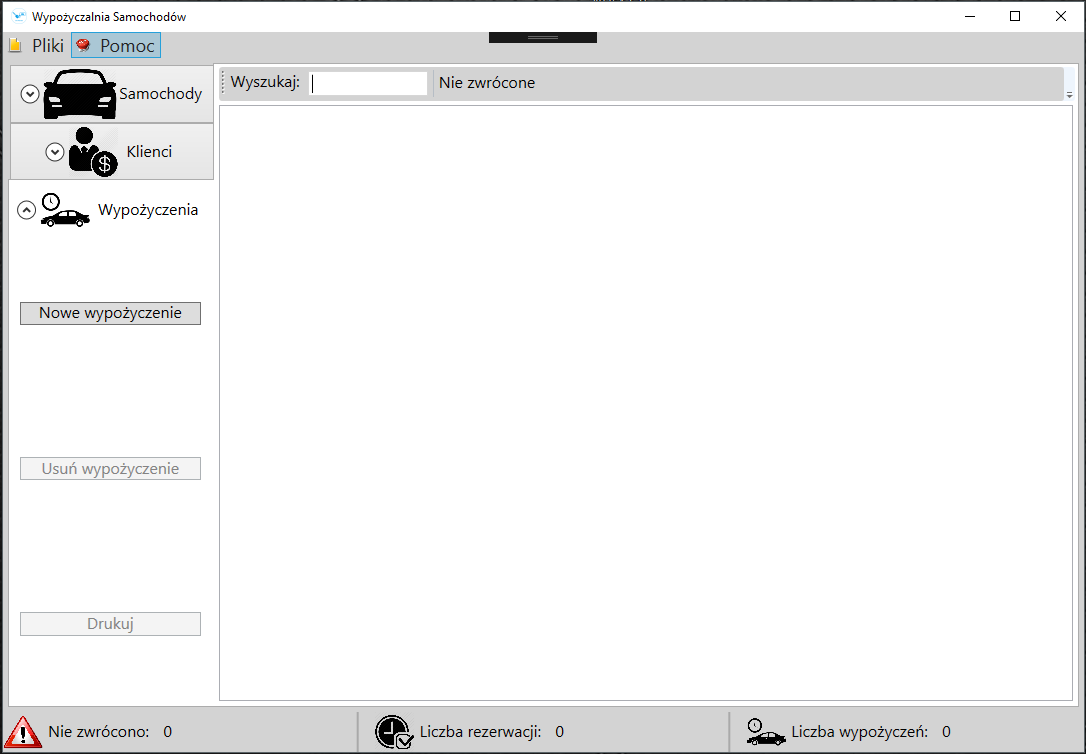 Wypożyczalnia Samochodów
Pliki Pomoc
Samochody
Wyszukaj: Nie zwrócone
Klienci
$
Wypożyczenia
Nowe wypożyczenie
Usuń wypożyczenie
Drukuj
Nie zwrócono: 0 Liczba rezerwacji: 0 Liczba wypożyczeń: 0